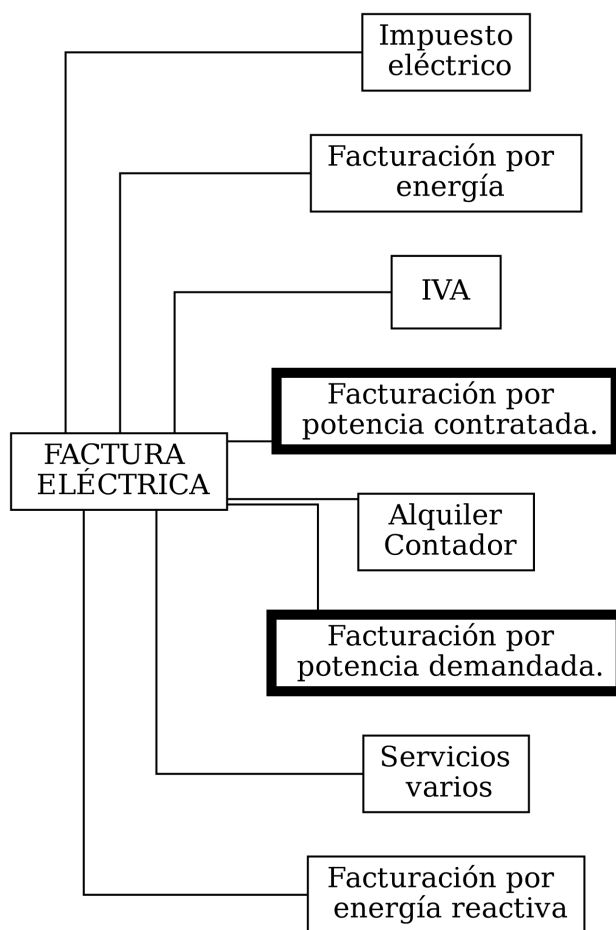 Impuesto
eléctrico
Facturación por
energía
IVA
Facturación por
potencia contratada.
FACTURA
ELÉCTRICA
Alquiler
Contador
Facturación por
potencia demandada.
Servicios
varios
Facturación por
energía reactiva